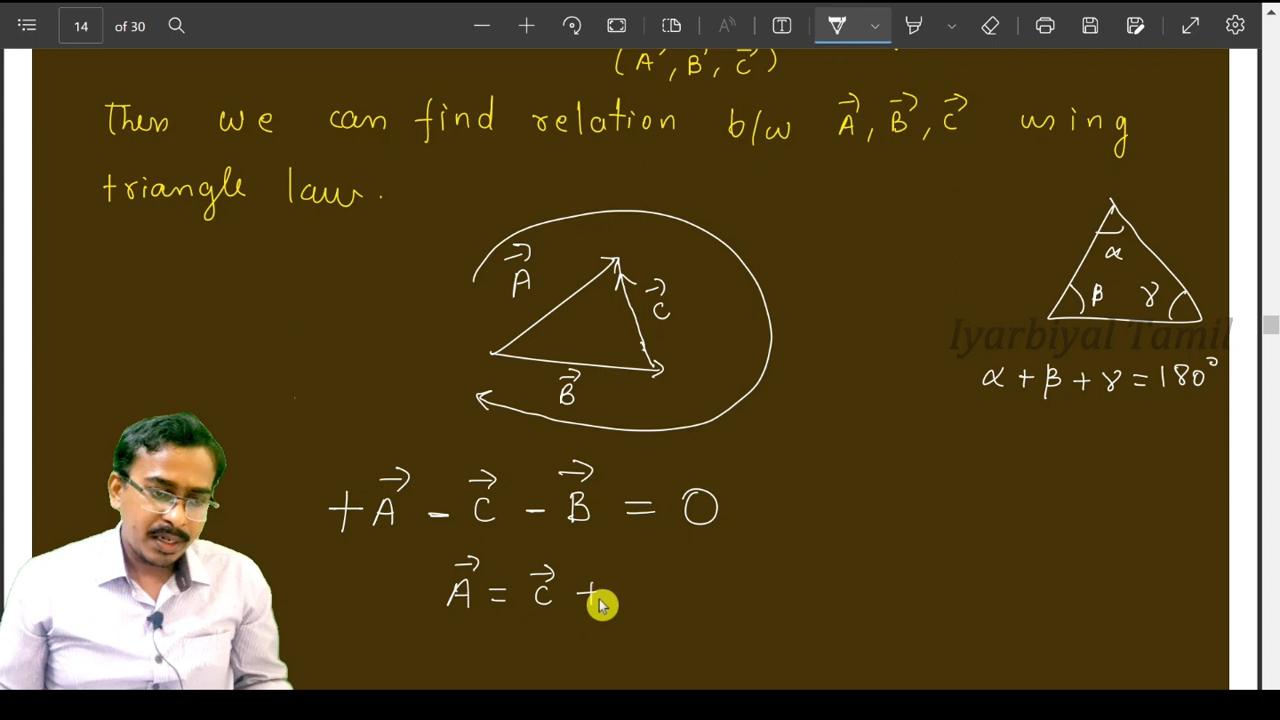 14 of 30
(A⃗, B⃗, C⃗)
Then we can find relation b/w A⃗, B⃗, C⃗ using
triangle law.
A⃗
C⃗
B⃗
α
β γ
Iyarbiyal Tamil
α + β + γ = 180°
+A⃗ - C⃗ - B⃗ = 0
A⃗ = C⃗ +